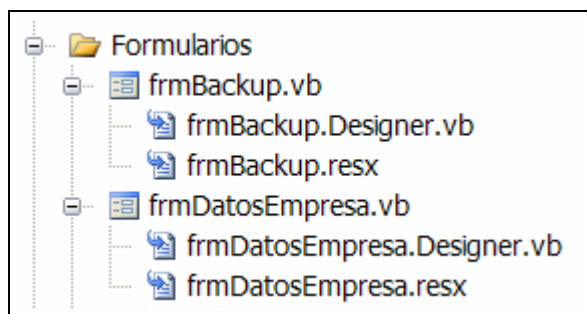 Formularios
frmBackup.vb
frmBackup.Designer.vb
frmBackup.resx
frmDatosEmpresa.vb
frmDatosEmpresa.Designer.vb
frmDatosEmpresa.resx